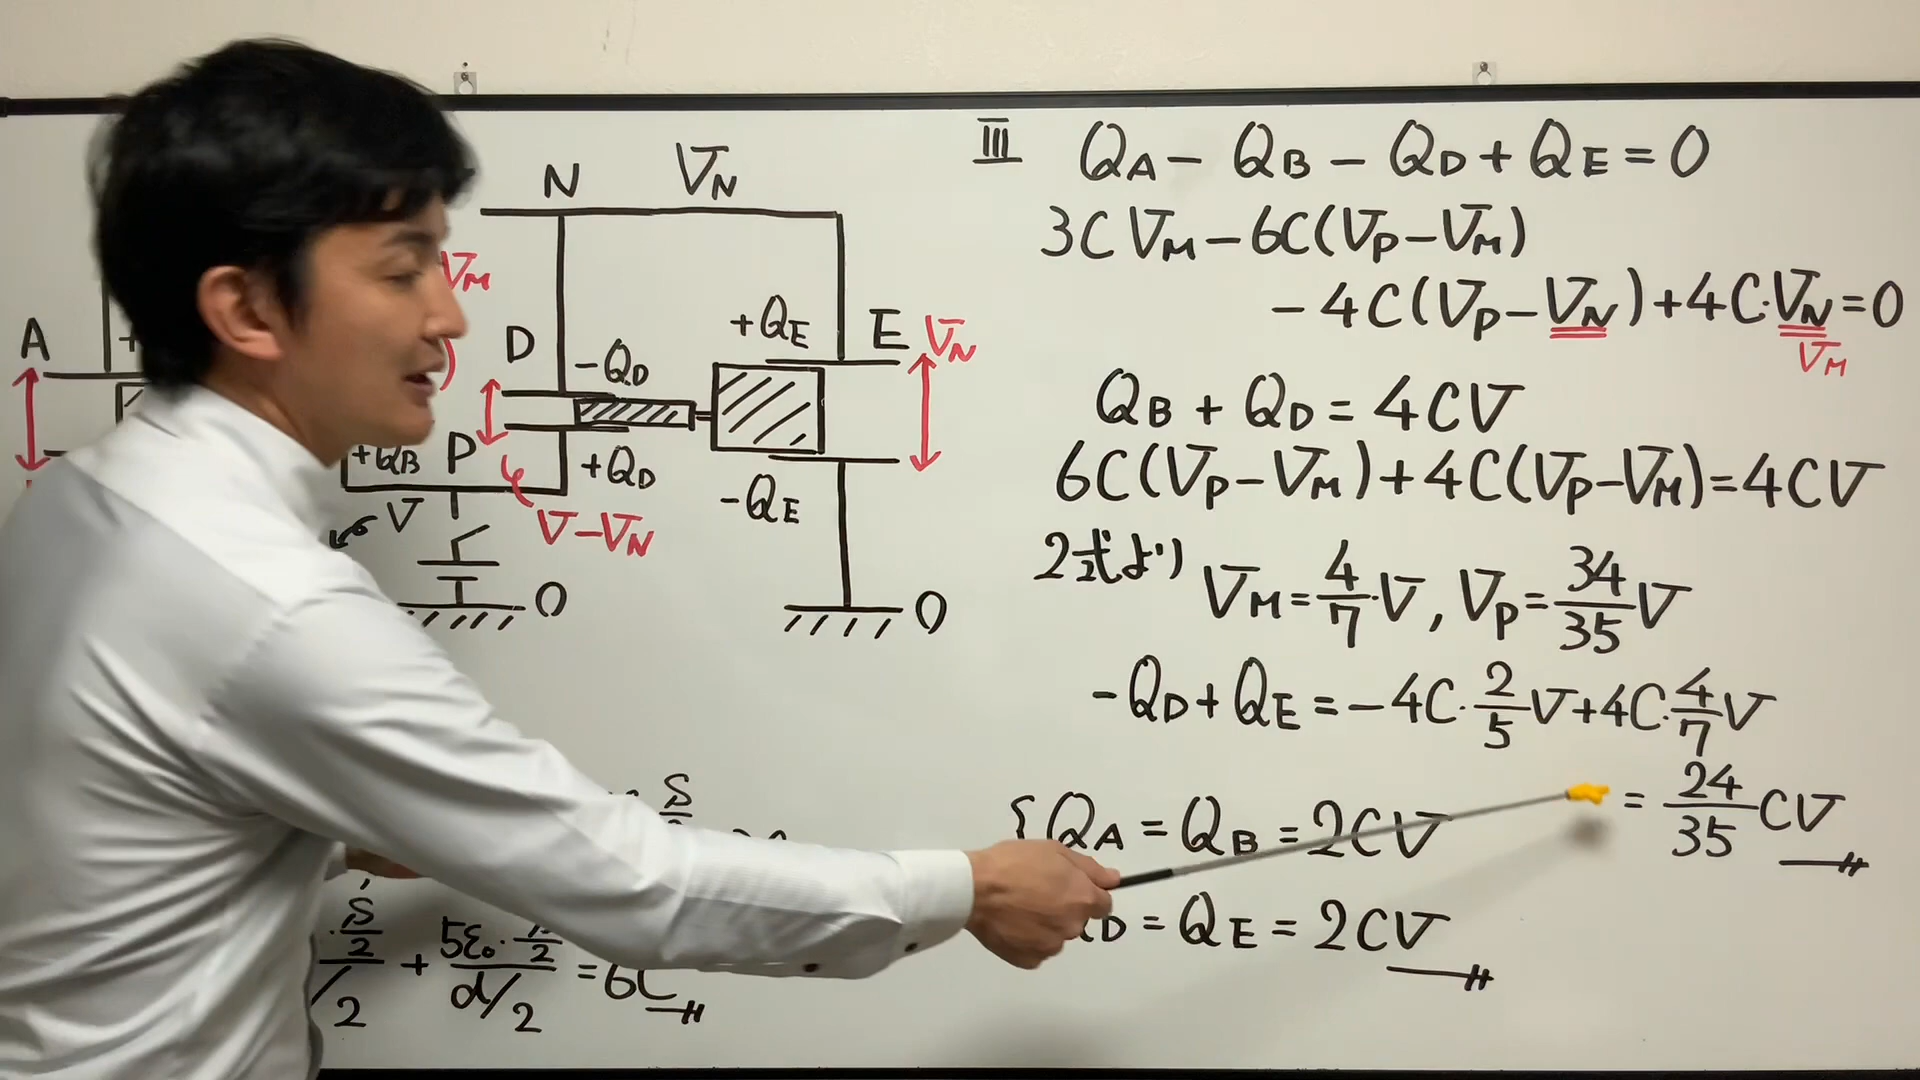 N V_N
V_M
A
D
-Q_D
+Q_E
E
V_N
+Q_B
P
+Q_D
-Q_E
V
V-V_N
O
O
S
S/2
/2
+ 5ε₀· /2
d/2
=6C
III Q_A - Q_B - Q_D + Q_E = 0
3CV_M - 6C(V_P - V_M)
-4C(V_P - V_N) + 4C·V_N = 0
V_M
Q_B + Q_D = 4CV
6C(V_P - V_M) + 4C(V_P - V_M) = 4CV
2式より V_M = 4/7 V, V_P = 34/35 V
-Q_D + Q_E = -4C·2/5 V + 4C·4/7 V
= 24/35 CV
{ Q_A = Q_B = 2CV
D = Q_E = 2CV